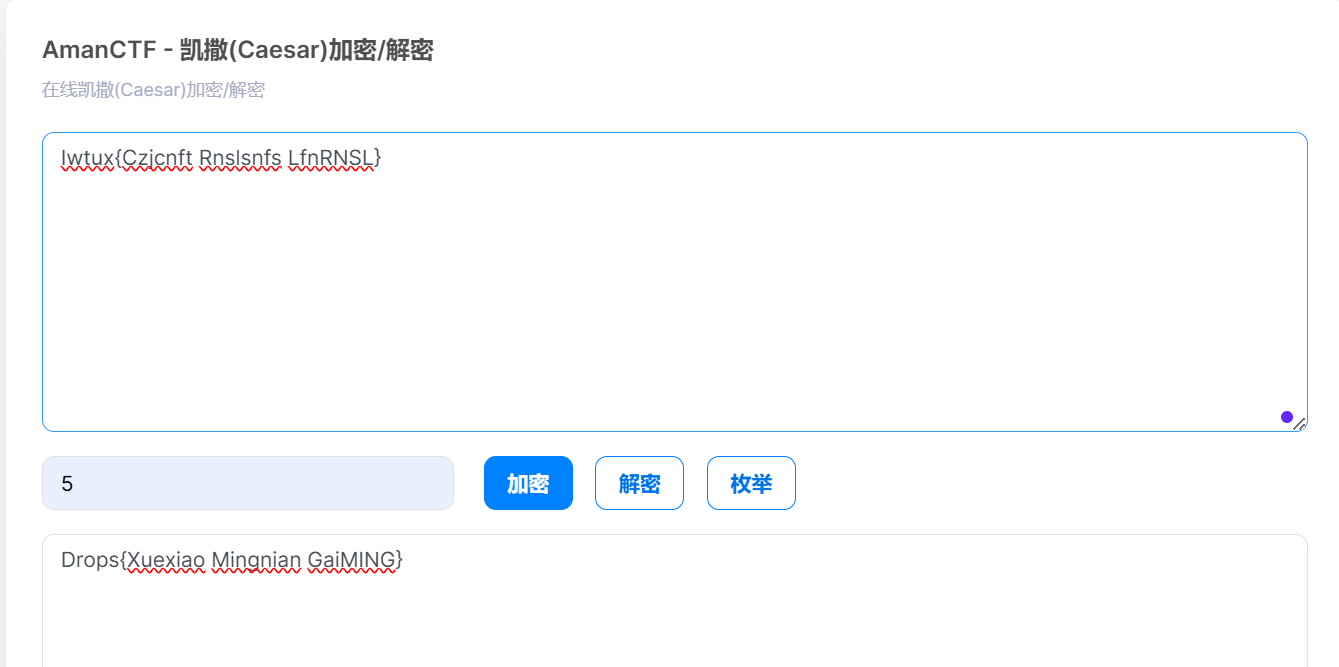 AmanCTF - 凯撒(Caesar)加密/解密
在线凯撒(Caesar)加密/解密
Iwtux{Czjcnft Rnslsnfs LfnRNSL}
5 加密 解密 枚举
Drops{Xuexiao Mingnian GaiMING}